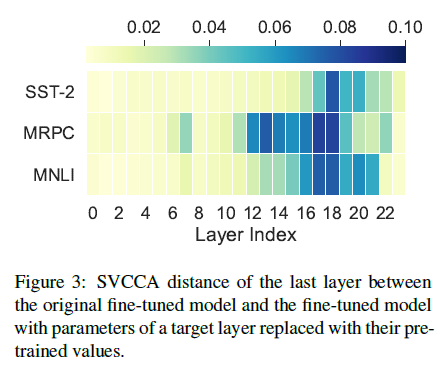 0.02 0.04 0.06 0.08 0.10
SST-2
MRPC
MNLI
0 2 4 6 8 10 12 14 16 18 20 22
Layer Index
Figure 3: SVCCA distance of the last layer between
the original fine-tuned model and the fine-tuned model
with parameters of a target layer replaced with their pre-
trained values.